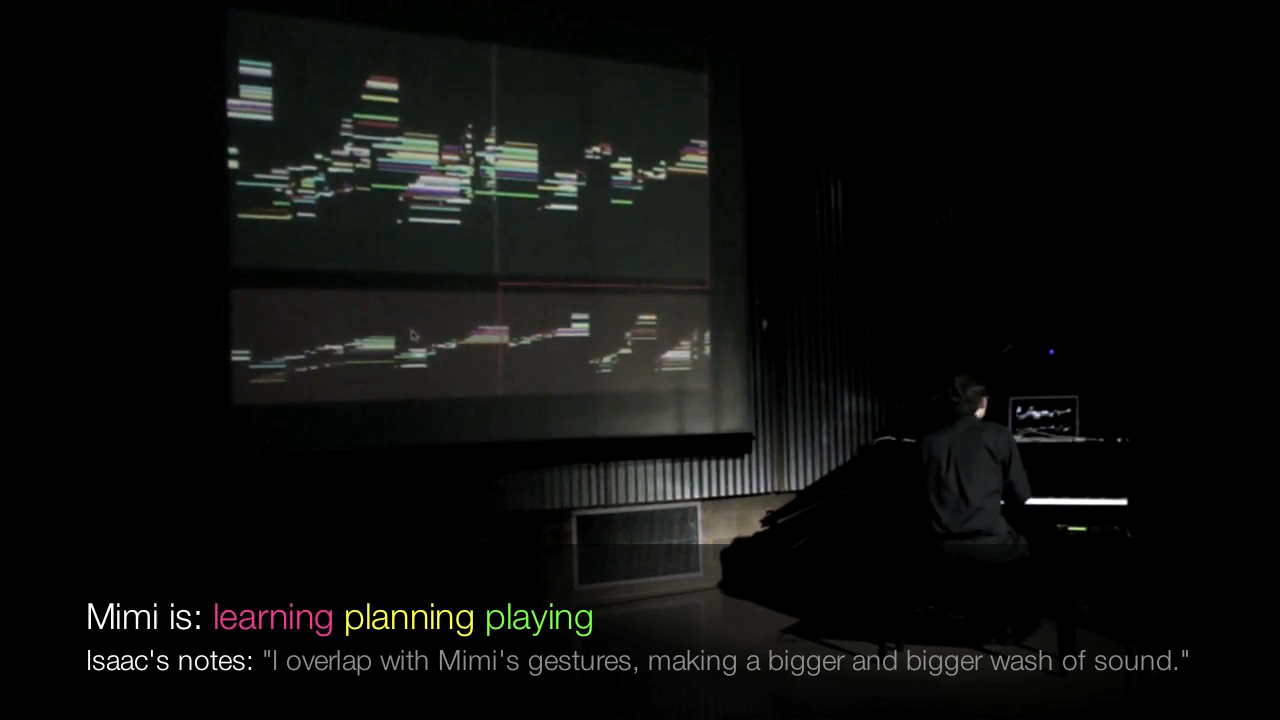 Mimi is: learning planning playing
Isaac's notes: "I overlap with Mimi's gestures, making a bigger and bigger wash of sound."